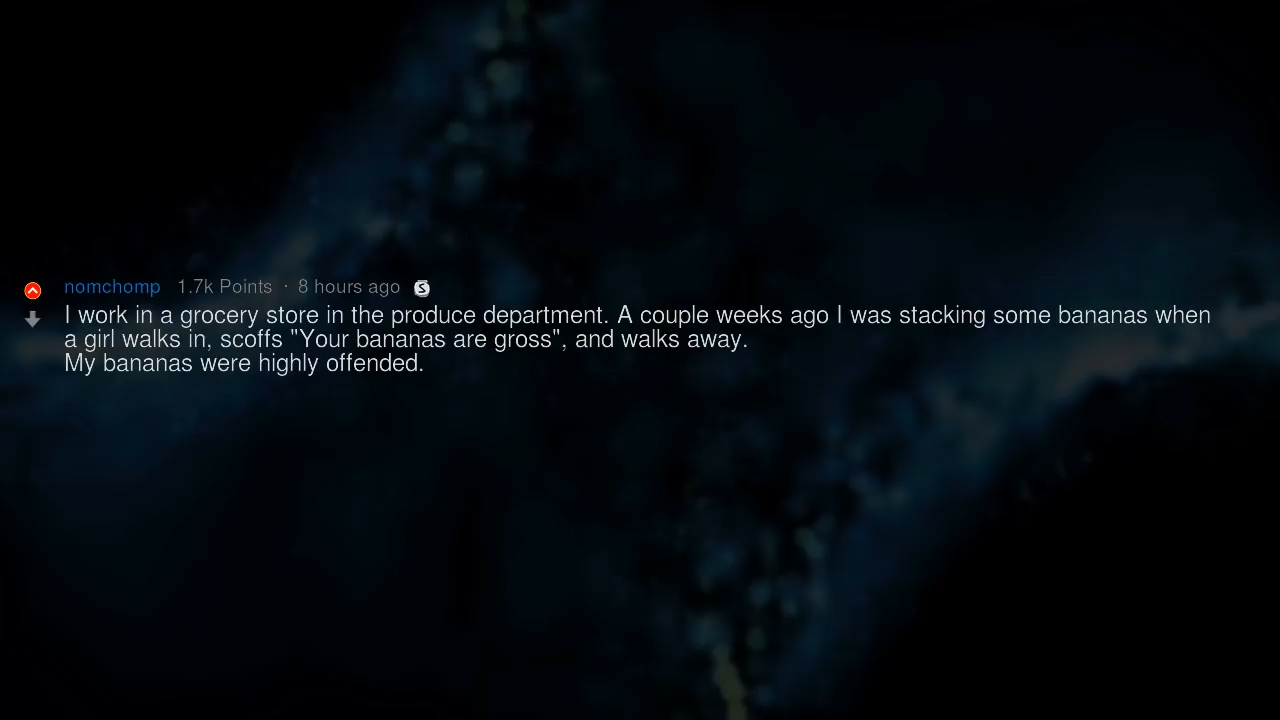 nomchomp 1.7k Points · 8 hours ago S
I work in a grocery store in the produce department. A couple weeks ago I was stacking some bananas when
a girl walks in, scoffs "Your bananas are gross", and walks away.
My bananas were highly offended.